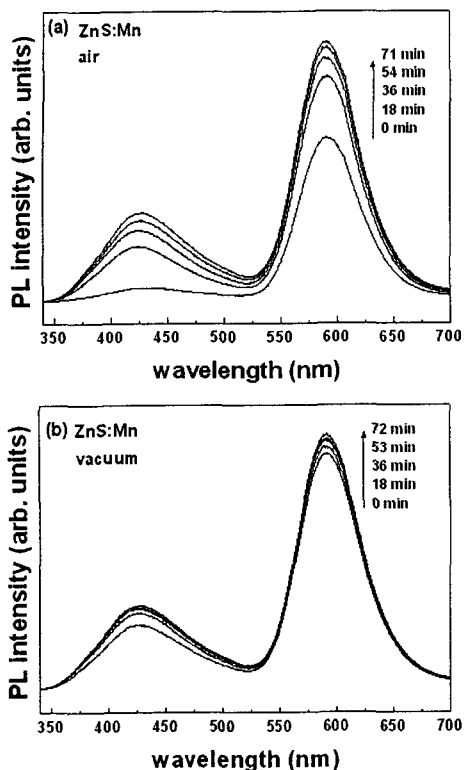 (a) ZnS:Mn
air
71 min
54 min
36 min
18 min
0 min
PL intensity (arb. units)
350 400 450 500 550 600 650 700
wavelength (nm)
(b) ZnS:Mn
vacuum
72 min
53 min
36 min
18 min
0 min
PL intensity (arb. units)
350 400 450 500 550 600 650 700
wavelength (nm)